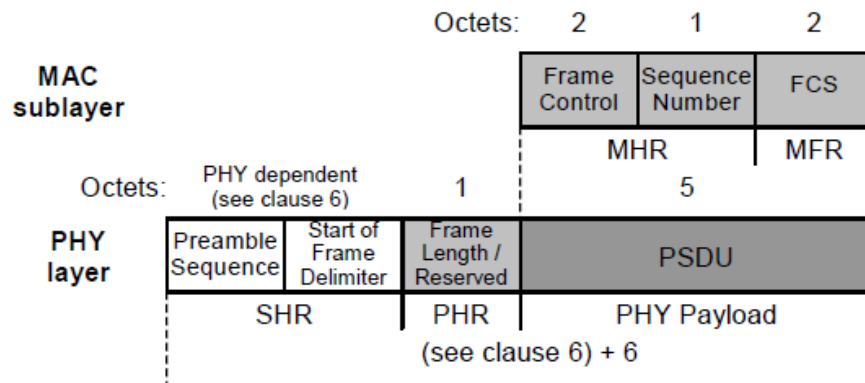 Octets: 2 1 2
MAC
sublayer
Frame
Control
Sequence
Number
FCS
MHR MFR
Octets: PHY dependent
(see clause 6)
1 5
PHY
layer
Preamble
Sequence
Start of
Frame
Delimiter
Frame
Length /
Reserved
PSDU
SHR PHR PHY Payload
(see clause 6) + 6